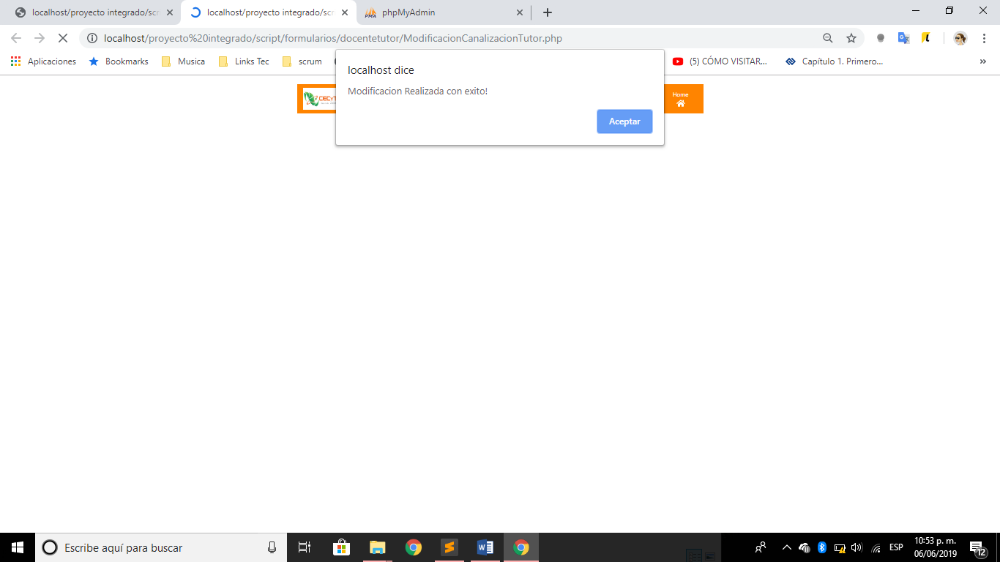 localhost/proyecto integrado/scr
localhost/proyecto integrado/scr
phpMyAdmin
localhost/proyecto%20integrado/script/formularios/docentetutor/ModificacionCanalizacionTutor.php
Aplicaciones
Bookmarks
Musica
Links Tec
scrum
(5) CÓMO VISITAR...
Capítulo 1. Primero...
»
localhost dice
Modificacion Realizada con exito!
Aceptar
Home
Escribe aquí para buscar
ESP
10:53 p. m.
06/06/2019
12